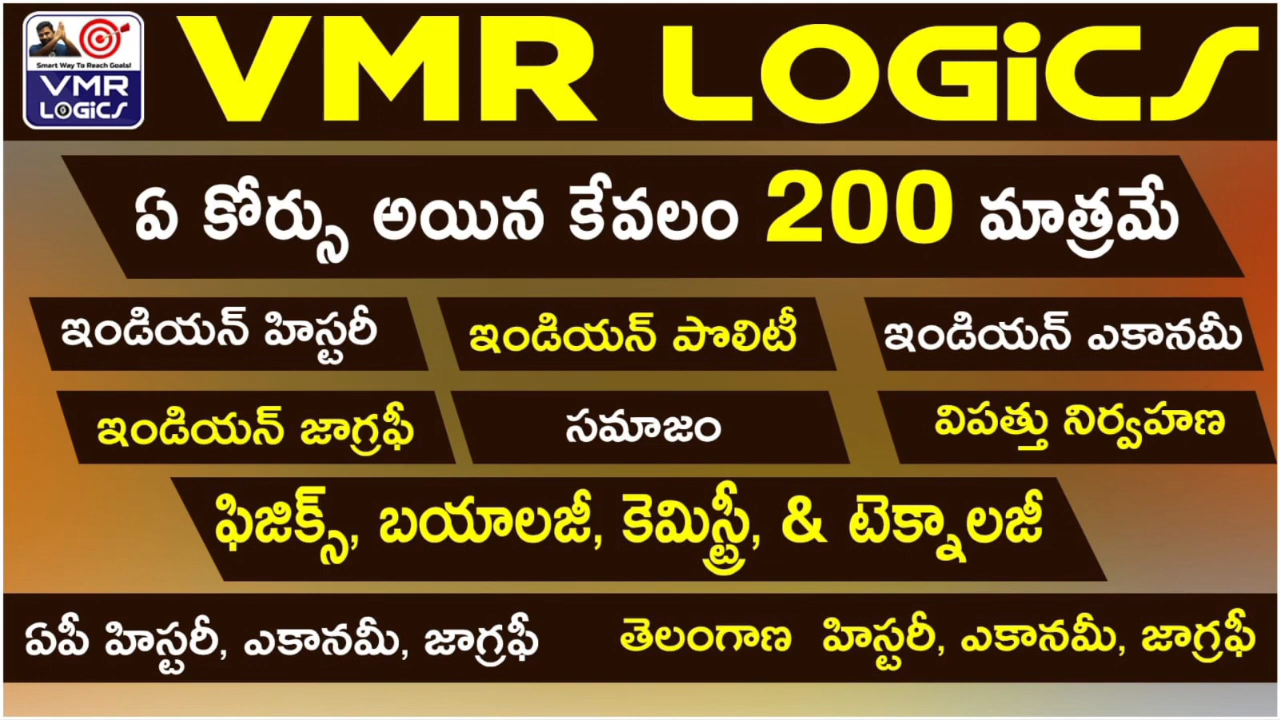 Smart Way To Reach Goals!
VMR
LOGiCS
VMR LOGiCS
ఏ కోర్సు అయిన కేవలం 200 మాత్రమే
ఇండియన్ హిస్టరీ
ఇండియన్ పొలిటీ
ఇండియన్ ఎకానమీ
ఇండియన్ జాగ్రఫీ
సమాజం
విపత్తు నిర్వహణ
ఫిజిక్స్, బయాలజీ, కెమిస్ట్రీ, & టెక్నాలజీ
ఏపీ హిస్టరీ, ఎకానమీ, జాగ్రఫీ
తెలంగాణ హిస్టరీ, ఎకానమీ, జాగ్రఫీ